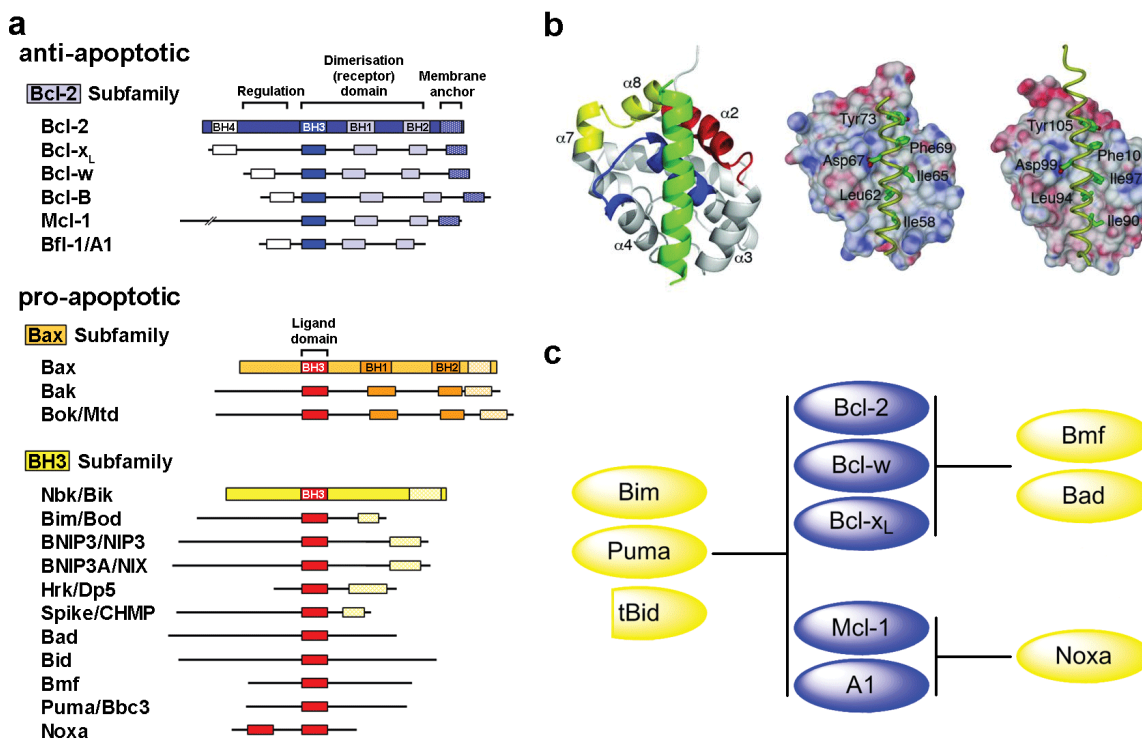 a
anti-apoptotic
Bcl-2 Subfamily
Regulation
Dimerisation
(receptor)
domain
Membrane
anchor
Bcl-2
BH4
BH3
BH1
BH2
Bcl-xL
Bcl-w
Bcl-B
Mcl-1
Bfl-1/A1
pro-apoptotic
Bax Subfamily
Ligand
domain
Bax
BH3
BH1
BH2
Bak
Bok/Mtd
BH3 Subfamily
Nbk/Bik
BH3
Bim/Bod
BNIP3/NIP3
BNIP3A/NIX
Hrk/Dp5
Spike/CHMP
Bad
Bid
Bmf
Puma/Bbc3
Noxa
b
α8
α2
α7
α4
α3
Tyr73
Phe69
Asp67
Ile65
Leu62
Ile58
Tyr105
Phe10
Asp99
Ile97
Leu94
Ile90
c
Bim
Puma
tBid
Bcl-2
Bcl-w
Bcl-xL
Mcl-1
A1
Bmf
Bad
Noxa